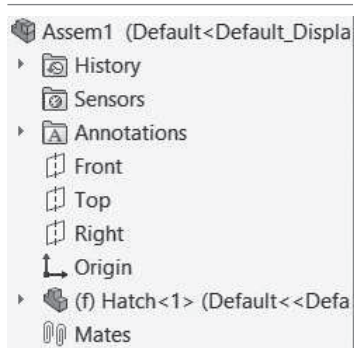 Assem1 (Default<Default_Displa
History
Sensors
Annotations
Front
Top
Right
Origin
(f) Hatch<1> (Default<<Defa
Mates